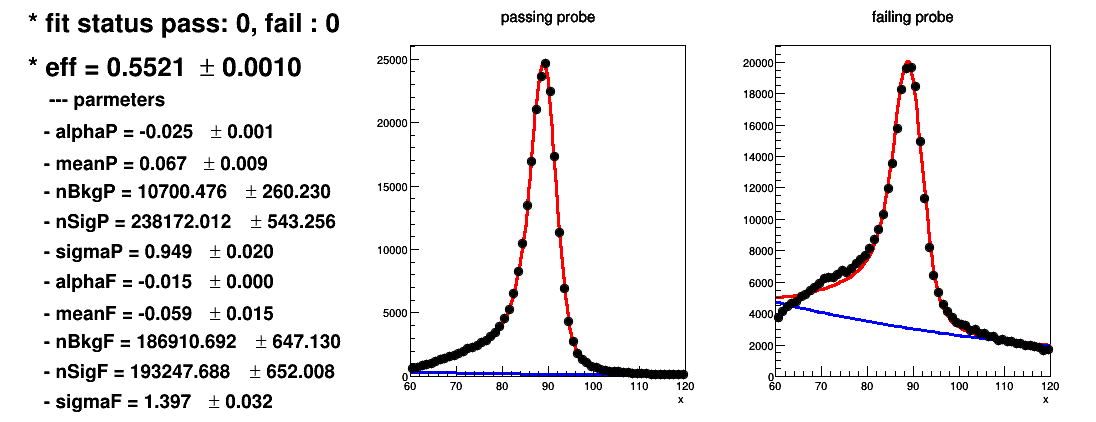 * fit status pass: 0, fail : 0
* eff = 0.5521 ± 0.0010
--- parmeters
- alphaP = -0.025 ± 0.001
- meanP = 0.067 ± 0.009
- nBkgP = 10700.476 ± 260.230
- nSigP = 238172.012 ± 543.256
- sigmaP = 0.949 ± 0.020
- alphaF = -0.015 ± 0.000
- meanF = -0.059 ± 0.015
- nBkgF = 186910.692 ± 647.130
- nSigF = 193247.688 ± 652.008
- sigmaF = 1.397 ± 0.032
passing probe
25000
20000
15000
10000
5000
0
60 70 80 90 100 110 120
x
failing probe
20000
18000
16000
14000
12000
10000
8000
6000
4000
2000
0
60 70 80 90 100 110 120
x